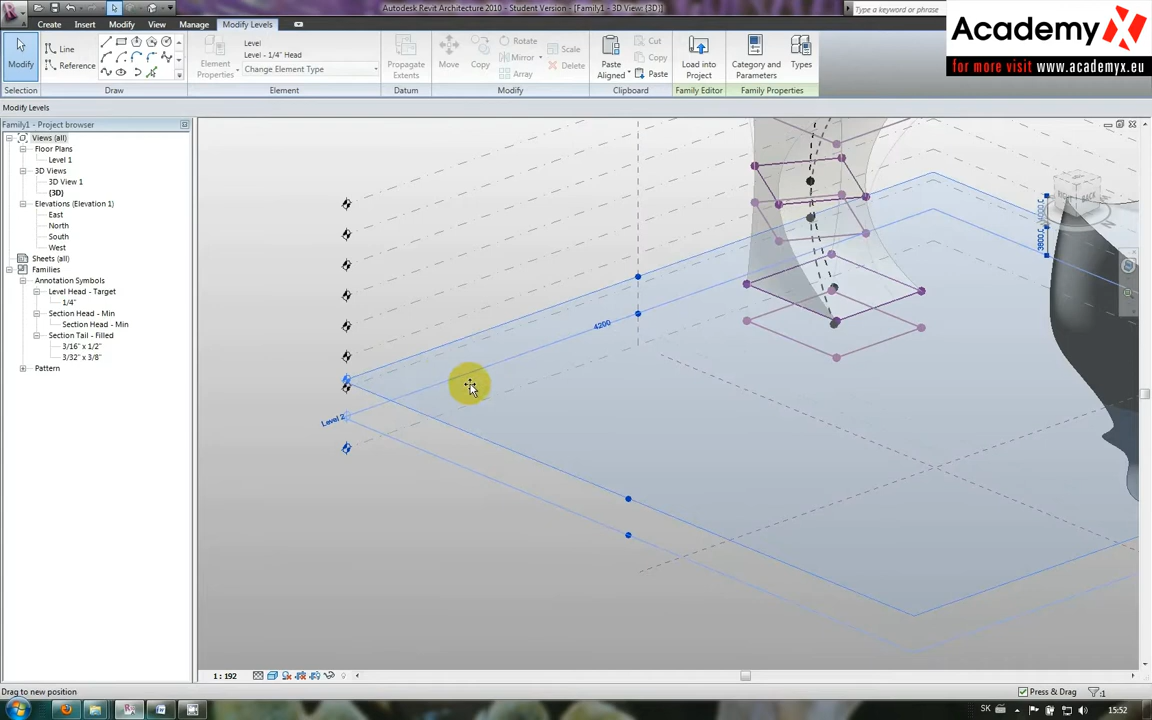 Autodesk Revit Architecture 2010 - Student Version - [Family1 - 3D View: {3D}]
Type a keyword or phrase
Academy X
for more visit www.academyx.eu
Create Insert Modify View Manage Modify Levels
Modify
Line
Reference
Element Properties
Level
Level - 1/4" Head
Change Element Type
Propagate Extents
Move
Copy
Rotate
Mirror
Array
Scale
Delete
Paste Aligned
Cut
Copy
Paste
Load into Project
Category and Parameters
Types
Selection Draw Element Datum Modify Clipboard Family Editor Family Properties
Modify Levels
Family1 - Project browser
Views (all)
Floor Plans
Level 1
3D Views
3D View 1
{3D}
Elevations (Elevation 1)
East
North
South
West
Sheets (all)
Families
Annotation Symbols
Level Head - Target
1/4"
Section Head - Min
Section Head - Min
Section Tail - Filled
3/16" x 1/2"
3/32" x 3/8"
Pattern
4200
Level 2
BACK
1 : 192
Drag to new position
Press & Drag
:1
SK
15:52